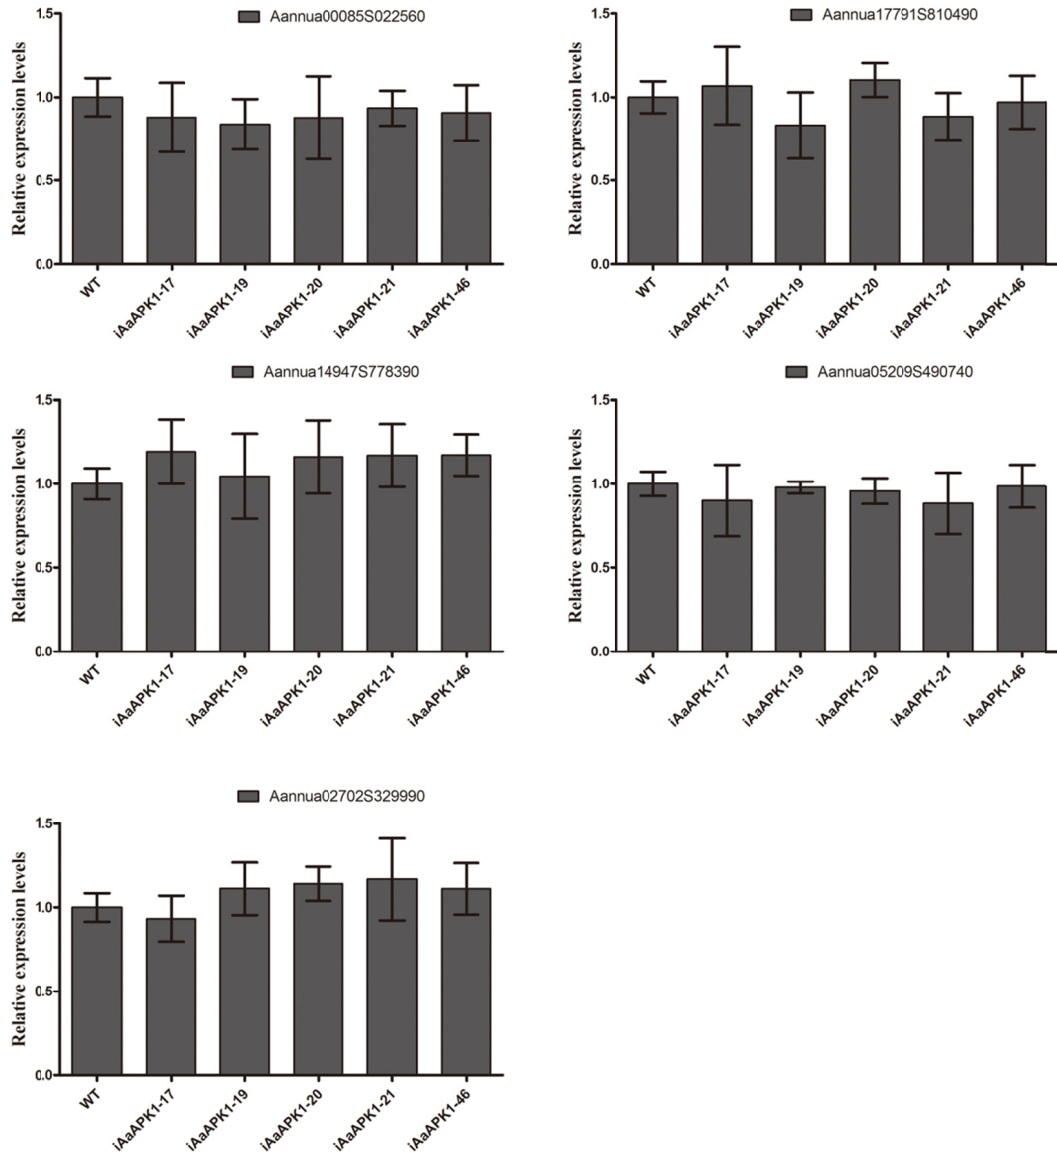 Aannua00085S022560
Relative expression levels
1.5
1.0
0.5
0.0
WT
iAaAPK1-17
iAaAPK1-19
iAaAPK1-20
iAaAPK1-21
iAaAPK1-46
Aannua17791S810490
Relative expression levels
1.5
1.0
0.5
0.0
WT
iAaAPK1-17
iAaAPK1-19
iAaAPK1-20
iAaAPK1-21
iAaAPK1-46
Aannua14947S778390
Relative expression levels
1.5
1.0
0.5
0.0
WT
iAaAPK1-17
iAaAPK1-19
iAaAPK1-20
iAaAPK1-21
iAaAPK1-46
Aannua05209S490740
Relative expression levels
1.5
1.0
0.5
0.0
WT
iAaAPK1-17
iAaAPK1-19
iAaAPK1-20
iAaAPK1-21
iAaAPK1-46
Aannua02702S329990
Relative expression levels
1.5
1.0
0.5
0.0
WT
iAaAPK1-17
iAaAPK1-19
iAaAPK1-20
iAaAPK1-21
iAaAPK1-46